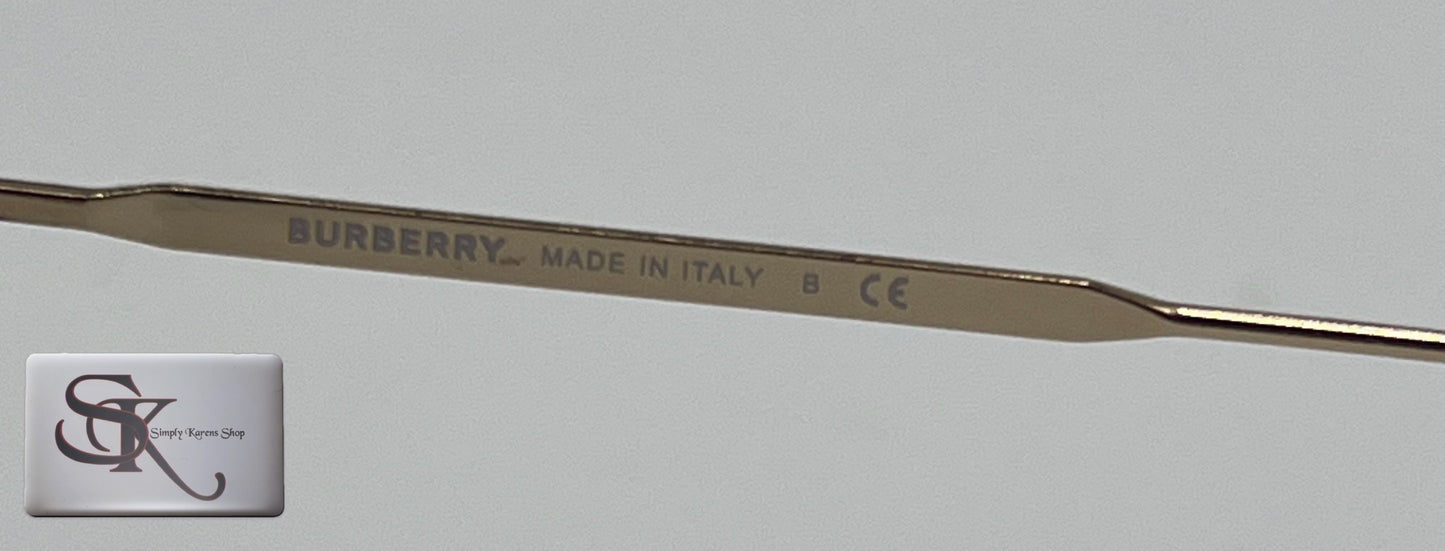 BURBERRY MADE IN ITALY B CE
SK Simply Karens Shop